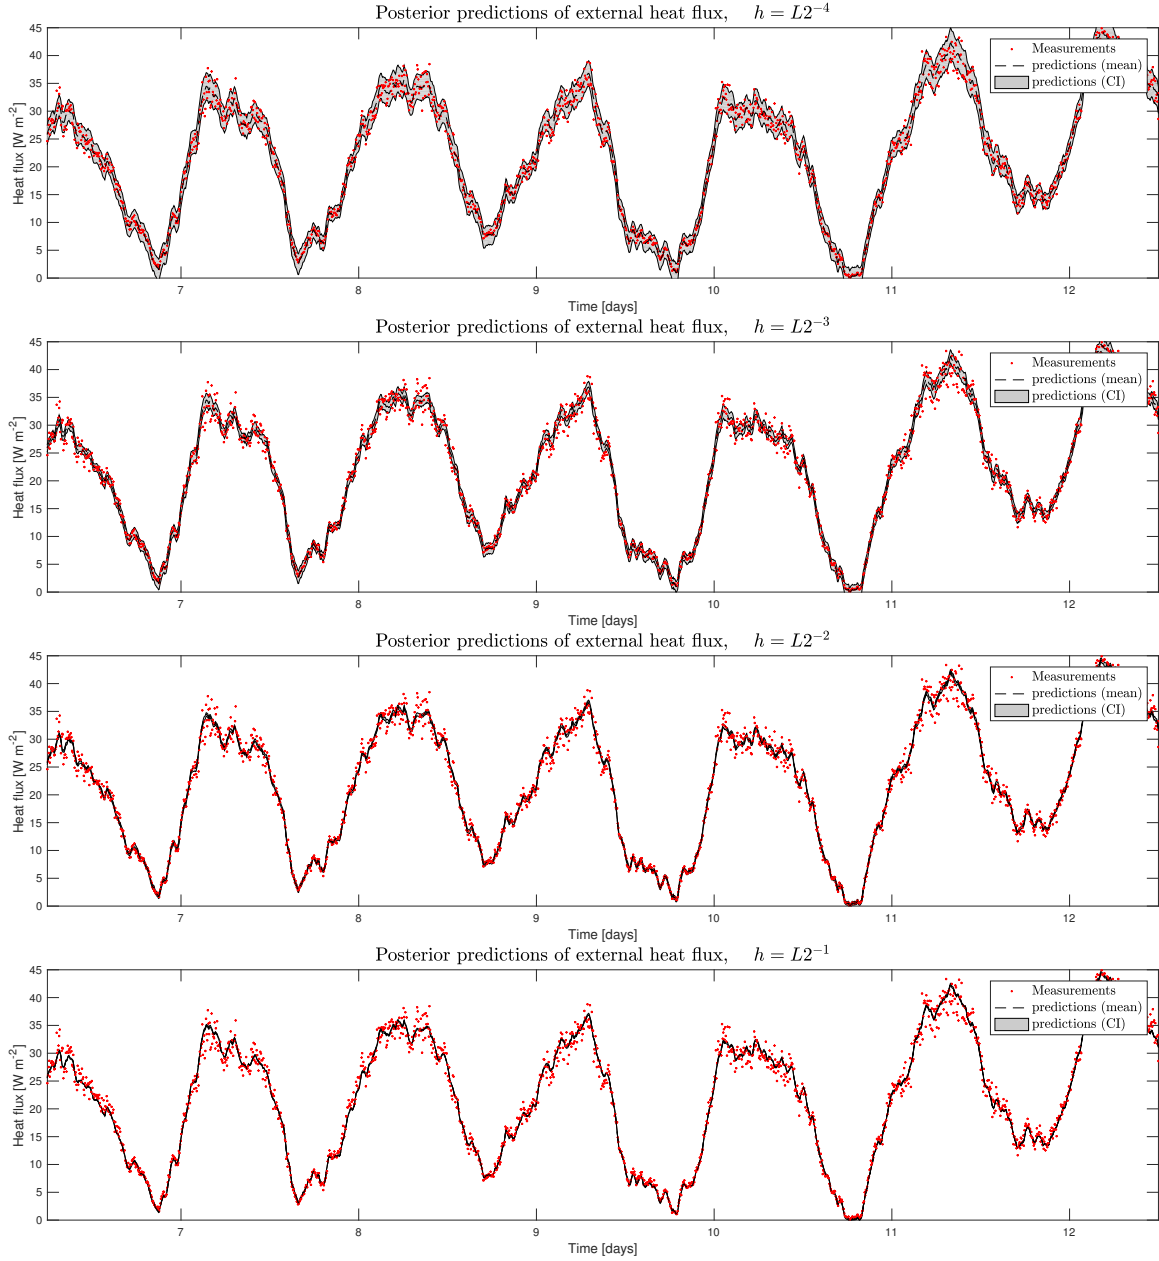 Posterior predictions of external heat flux, h = L2⁻⁴
Heat flux [W m⁻²]
45
40
35
30
25
20
15
10
5
0
Measurements
predictions (mean)
predictions (CI)
7 8 9 10 11 12
Time [days]
Posterior predictions of external heat flux, h = L2⁻³
Heat flux [W m⁻²]
45
40
35
30
25
20
15
10
5
0
Measurements
predictions (mean)
predictions (CI)
7 8 9 10 11 12
Time [days]
Posterior predictions of external heat flux, h = L2⁻²
Heat flux [W m⁻²]
45
40
35
30
25
20
15
10
5
0
Measurements
predictions (mean)
predictions (CI)
7 8 9 10 11 12
Time [days]
Posterior predictions of external heat flux, h = L2⁻¹
Heat flux [W m⁻²]
45
40
35
30
25
20
15
10
5
0
Measurements
predictions (mean)
predictions (CI)
7 8 9 10 11 12
Time [days]